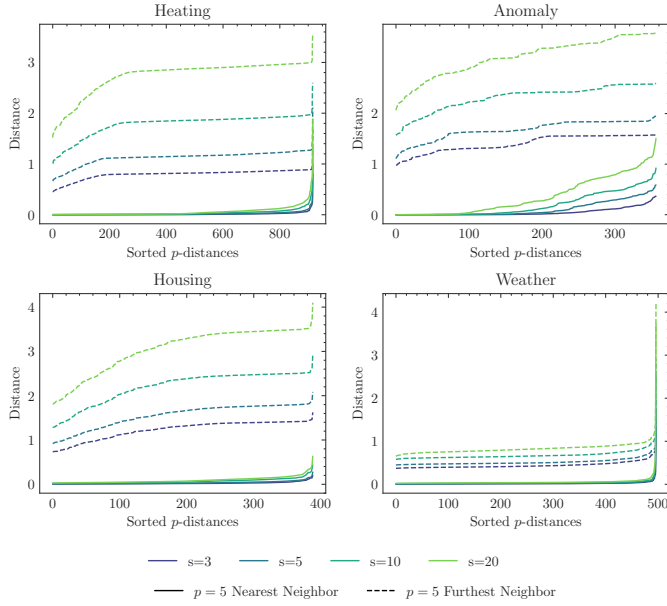 Heating
Anomaly
Distance
3
2
1
0
0
200
400
600
800
Sorted p-distances
Distance
2
1
0
0
100
200
300
Sorted p-distances
Housing
Weather
Distance
4
3
2
1
0
0
100
200
300
400
Sorted p-distances
Distance
4
3
2
1
0
0
100
200
300
400
500
Sorted p-distances
s=3
s=5
s=10
s=20
p = 5 Nearest Neighbor
p = 5 Furthest Neighbor